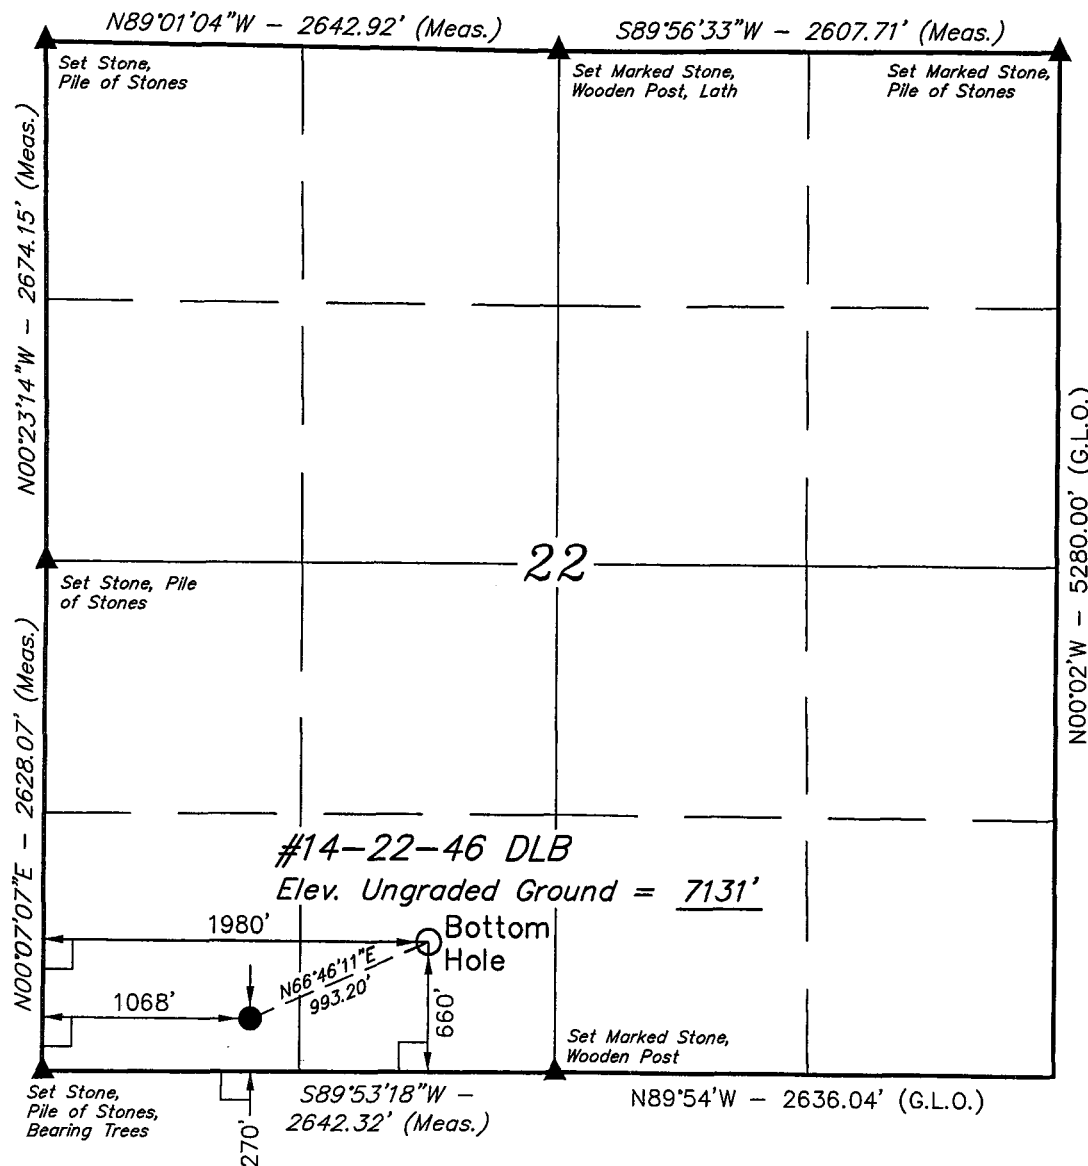 N89°01'04"W - 2642.92' (Meas.)
S89°56'33"W - 2607.71' (Meas.)
Set Stone,
Pile of Stones
Set Marked Stone,
Wooden Post, Lath
Set Marked Stone,
Pile of Stones
N00°23'14"W - 2674.15' (Meas.)
N00°02'W - 5280.00' (G.L.O.)
22
Set Stone, Pile
of Stones
N00°07'07"E - 2628.07' (Meas.)
#14-22-46 DLB
Elev. Ungraded Ground = 7131'
1980'
Bottom
Hole
N66°46'11"E
993.20'
1068'
660'
Set Marked Stone,
Wooden Post
Set Stone,
Pile of Stones,
Bearing Trees
270'
S89°53'18"W -
2642.32' (Meas.)
N89°54'W - 2636.04' (G.L.O.)